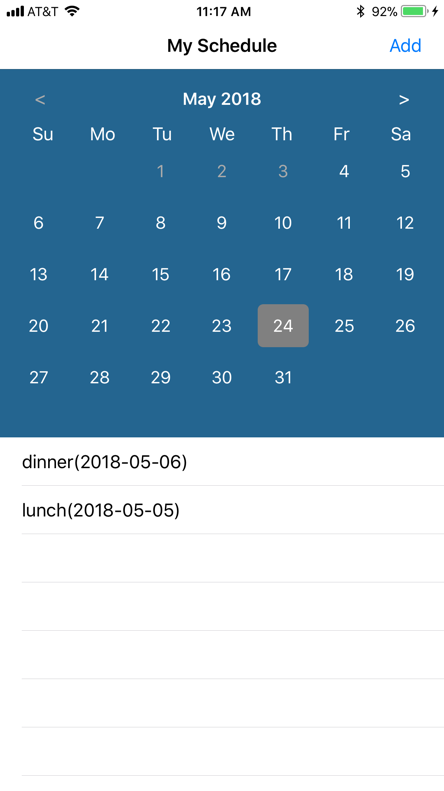 AT&T 11:17 AM 92%
My Schedule Add
< May 2018 >
Su Mo Tu We Th Fr Sa
1 2 3 4 5
6 7 8 9 10 11 12
13 14 15 16 17 18 19
20 21 22 23 24 25 26
27 28 29 30 31
dinner(2018-05-06)
lunch(2018-05-05)